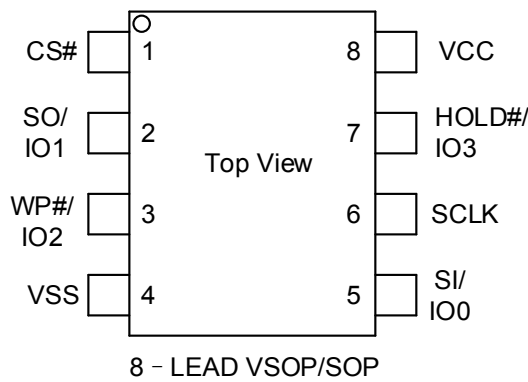 CS#
1
8
VCC
SO/
IO1
2
7
HOLD#/
IO3
Top View
WP#/
IO2
3
6
SCLK
VSS
4
5
SI/
IO0
8 – LEAD VSOP/SOP